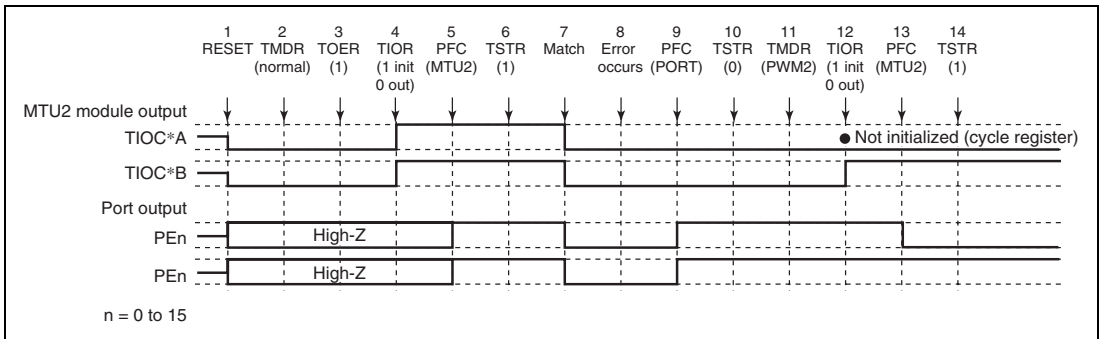 1 2 3 4 5 6 7 8 9 10 11 12 13 14
RESET TMDR TOER TIOR PFC TSTR Match Error PFC TSTR TMDR TIOR PFC TSTR
(normal) (1) (1 init (MTU2) (1) occurs (PORT) (0) (PWM2) (1 init (MTU2) (1)
0 out) 0 out)
MTU2 module output
TIOC*A
● Not initialized (cycle register)
TIOC*B
Port output
PEn
High-Z
PEn
High-Z
n = 0 to 15